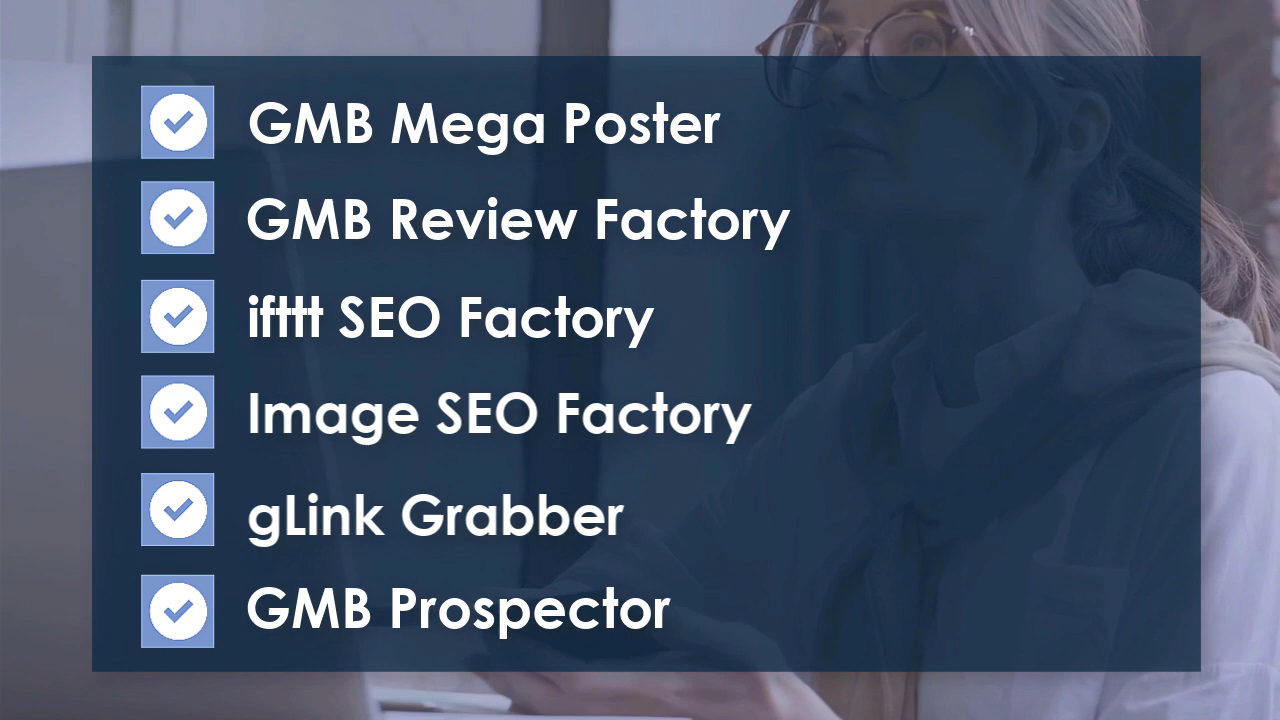 GMB Mega Poster
GMB Review Factory
ifttt SEO Factory
Image SEO Factory
gLink Grabber
GMB Prospector